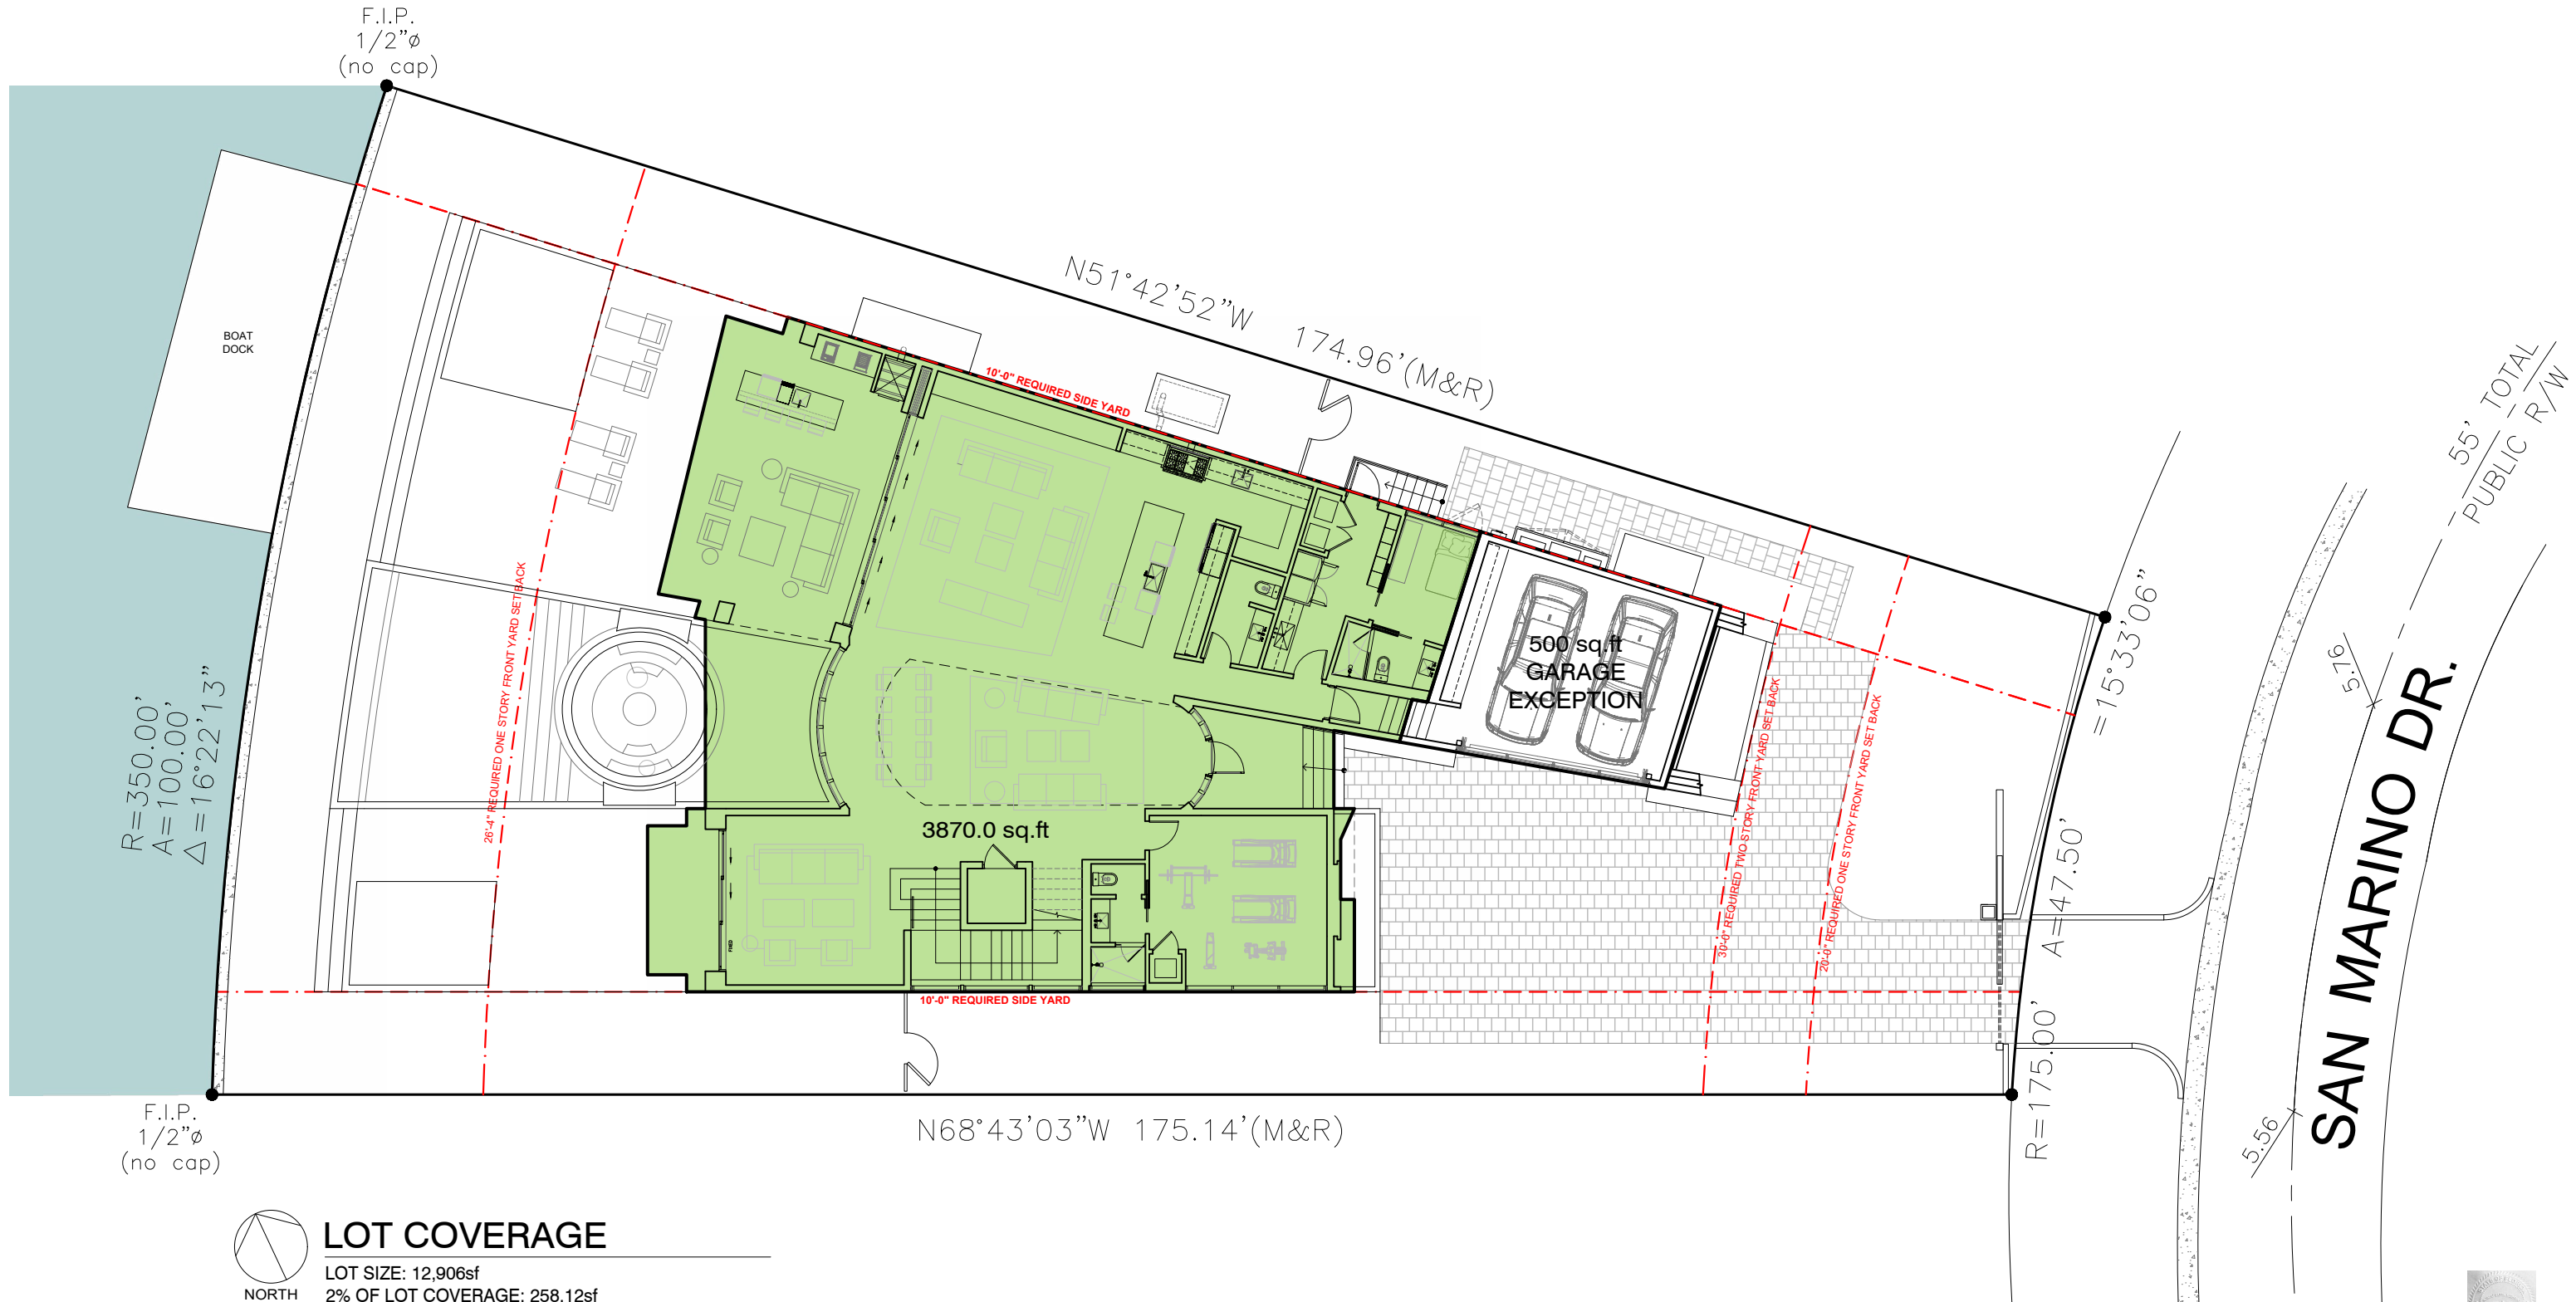 F.I.P.
1/2"ø
(no cap)
BOAT
DOCK
N51°42'52"W 174.96'(M&R)
10'-0" REQUIRED SIDE YARD
55' TOTAL
PUBLIC R/W
26'-4" REQUIRED ONE STORY FRONT YARD SET BACK
500 sq.ft
GARAGE
EXCEPTION
30'-0" REQUIRED TWO STORY FRONT YARD SET BACK
20'-0" REQUIRED ONE STORY FRONT YARD SET BACK
=15°33'06"
A=47.50'
R=175.00'
5.76
SAN MARINO DR.
5.56
R=350.00'
A=100.00'
Δ=16°22'13"
3870.0 sq.ft
FIXED
10'-0" REQUIRED SIDE YARD
F.I.P.
1/2"ø
(no cap)
N68°43'03"W 175.14'(M&R)
NORTH
LOT COVERAGE
LOT SIZE: 12,906sf
2% OF LOT COVERAGE: 258.12sf